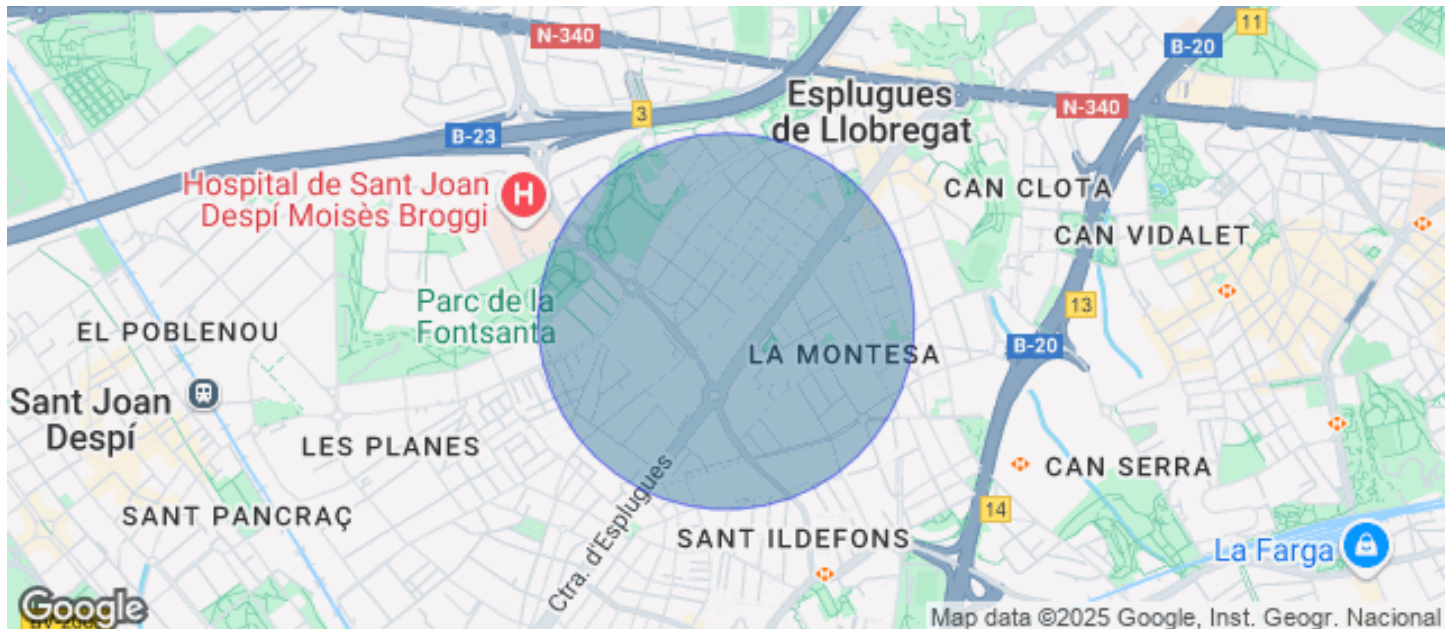 N-340
11
B-20
Esplugues
de Llobregat
N-340
3
B-23
Hospital de Sant Joan
Despí Moisès Broggi
H
CAN CLOTA
CAN VIDALET
Parc de la
Fontsanta
13
EL POBLENOU
B-20
LA MONTESA
Sant Joan
Despí
LES PLANES
CAN SERRA
Ctra. d'Esplugues
SANT PANCRAÇ
14
SANT ILDEFONS
La Farga
Google
Map data ©2025 Google, Inst. Geogr. Nacional